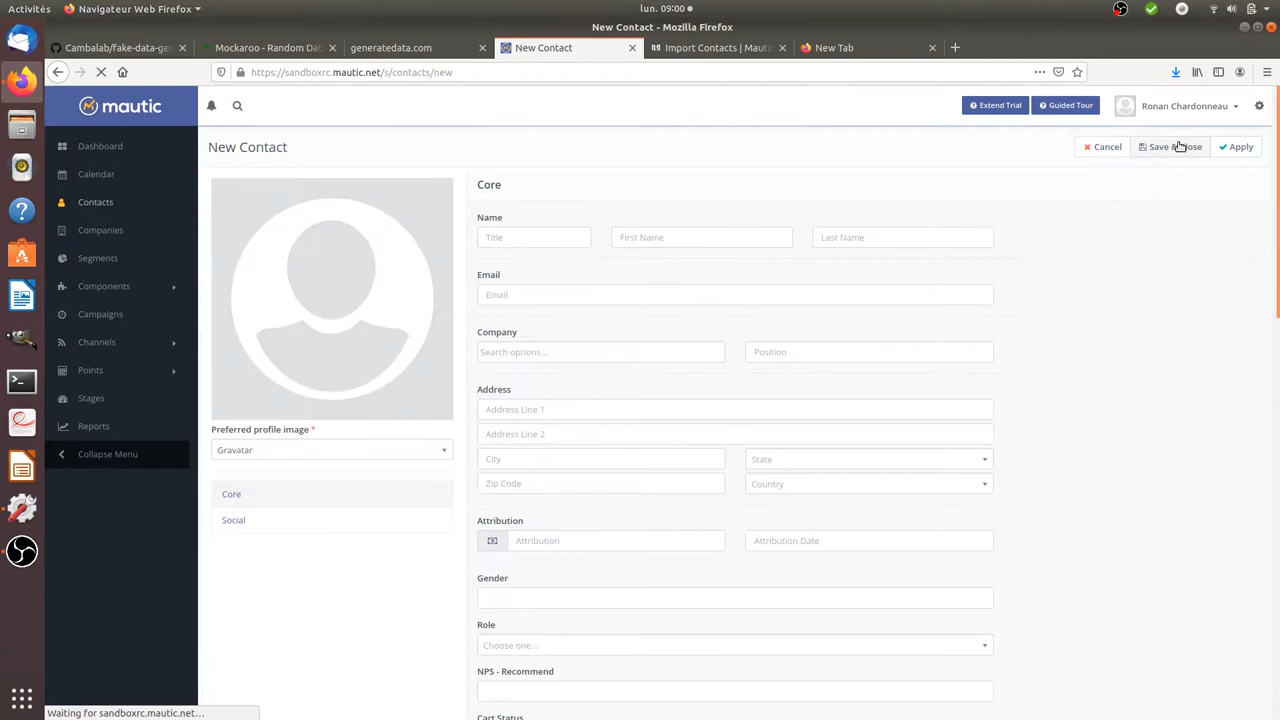 Activités
Navigateur Web Firefox
lun. 09:00
New Contact - Mozilla Firefox
Cambalab/fake-data-ge
Mockaroo - Random Dat
generatedata.com
New Contact
Import Contacts | Mautic
New Tab
https://sandboxrc.mautic.net/s/contacts/new
mautic
Extend Trial
Guided Tour
Ronan Chardonneau
New Contact
Cancel
Save & Close
Apply
Dashboard
Calendar
Contacts
Companies
Segments
Components
Campaigns
Channels
Points
Stages
Reports
Collapse Menu
Preferred profile image *
Gravatar
Core
Social
Core
Name
Title
First Name
Last Name
Email
Email
Company
Search options...
Position
Address
Address Line 1
Address Line 2
City
State
Zip Code
Country
Attribution
Attribution
Attribution Date
Gender
Role
Choose one...
NPS - Recommend
Cart Status
Waiting for sandboxrc.mautic.net...